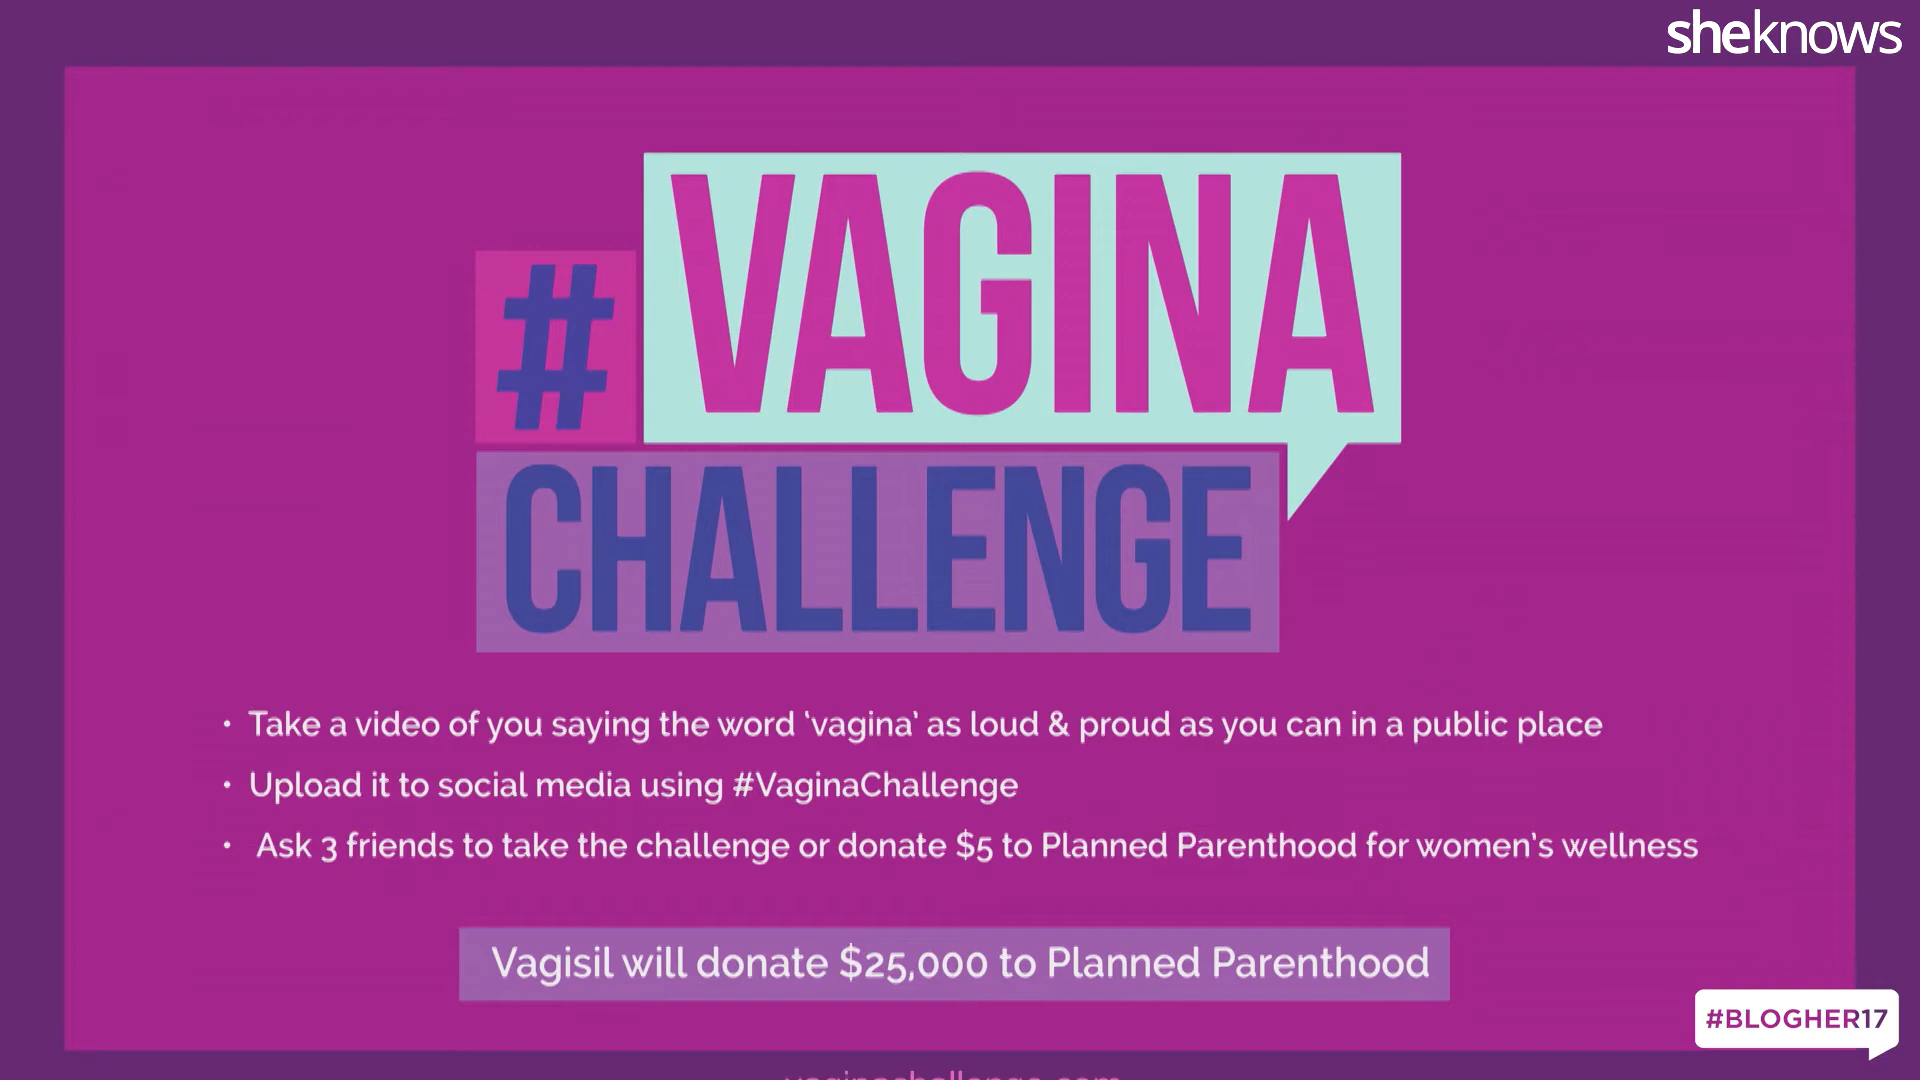 sheknows
#VAGINA
CHALLENGE
• Take a video of you saying the word ‘vagina’ as loud & proud as you can in a public place
• Upload it to social media using #VaginaChallenge
• Ask 3 friends to take the challenge or donate $5 to Planned Parenthood for women's wellness
Vagisil will donate $25,000 to Planned Parenthood
#BLOGHER17
vaginachallenge.com